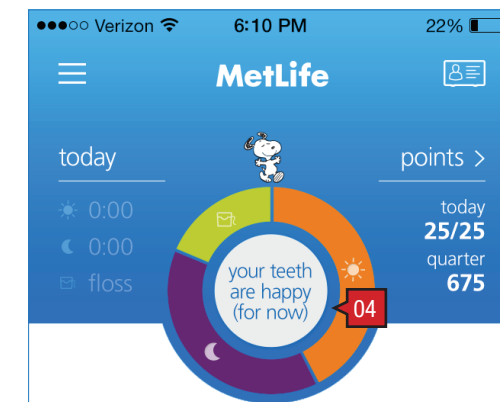 Verizon 6:10 PM 22%
MetLife
today
points >
0:00
0:00
floss
today
25/25
quarter
675
your teeth
are happy
(for now)
04